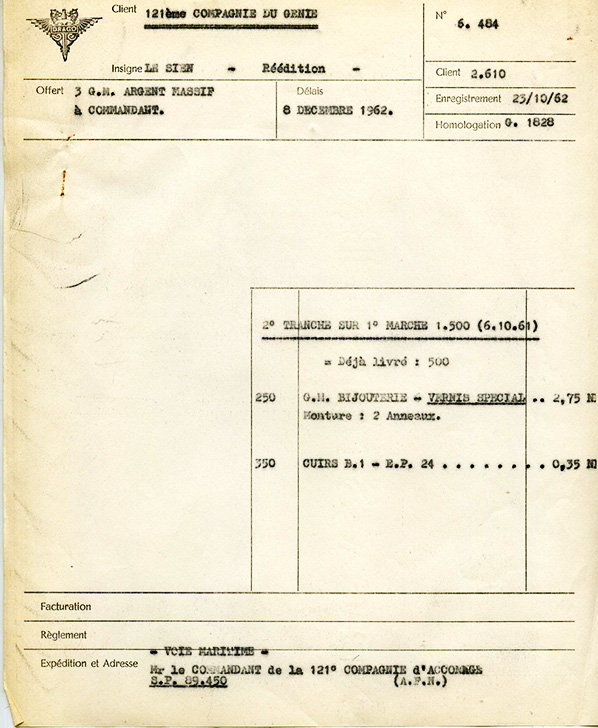 DRAGO
Client 121ème COMPAGNIE DU GENIE
N° 6. 484
Insigne LE SIEN - Réédition -
Client 2.610
Offert 3 G.M. ARGENT MASSIF
à COMMANDANT.
Délais
8 DECEMBRE 1962.
Enregistrement 23/10/62
Homologation G. 1828
2° TRANCHE SUR 1° MARCHE 1.500 (6.10.61)
= Déjà livré : 500
250 G.M. BIJOUTERIE - VERNIS SPECIAL .. 2,75 N
Monture : 2 Anneaux.
350 CUIRS B.1 - E.P. 24 . . . . . . . . 0,35 N
Facturation
Règlement
- VOIE MARITIME -
Expédition et Adresse Mr le COMMANDANT de la 121° COMPAGNIE d'ACCONAGE
S.P. 89.450 (A.F.N.)